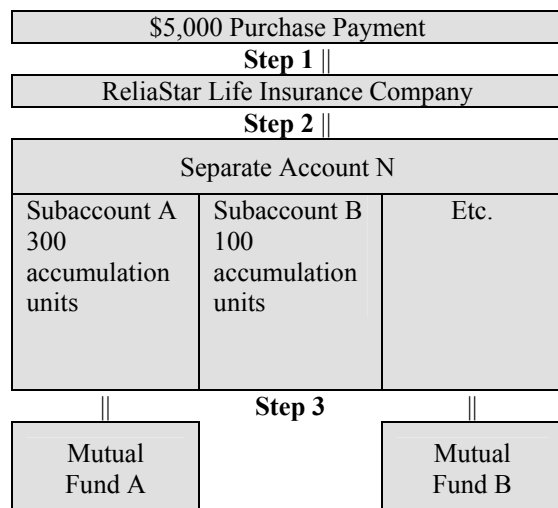 $5,000 Purchase Payment
Step 1 ||
ReliaStar Life Insurance Company
Step 2 ||
Separate Account N
Subaccount A
300
accumulation
units
Subaccount B
100
accumulation
units
Etc.
||
Step 3
||
Mutual
Fund A
Mutual
Fund B